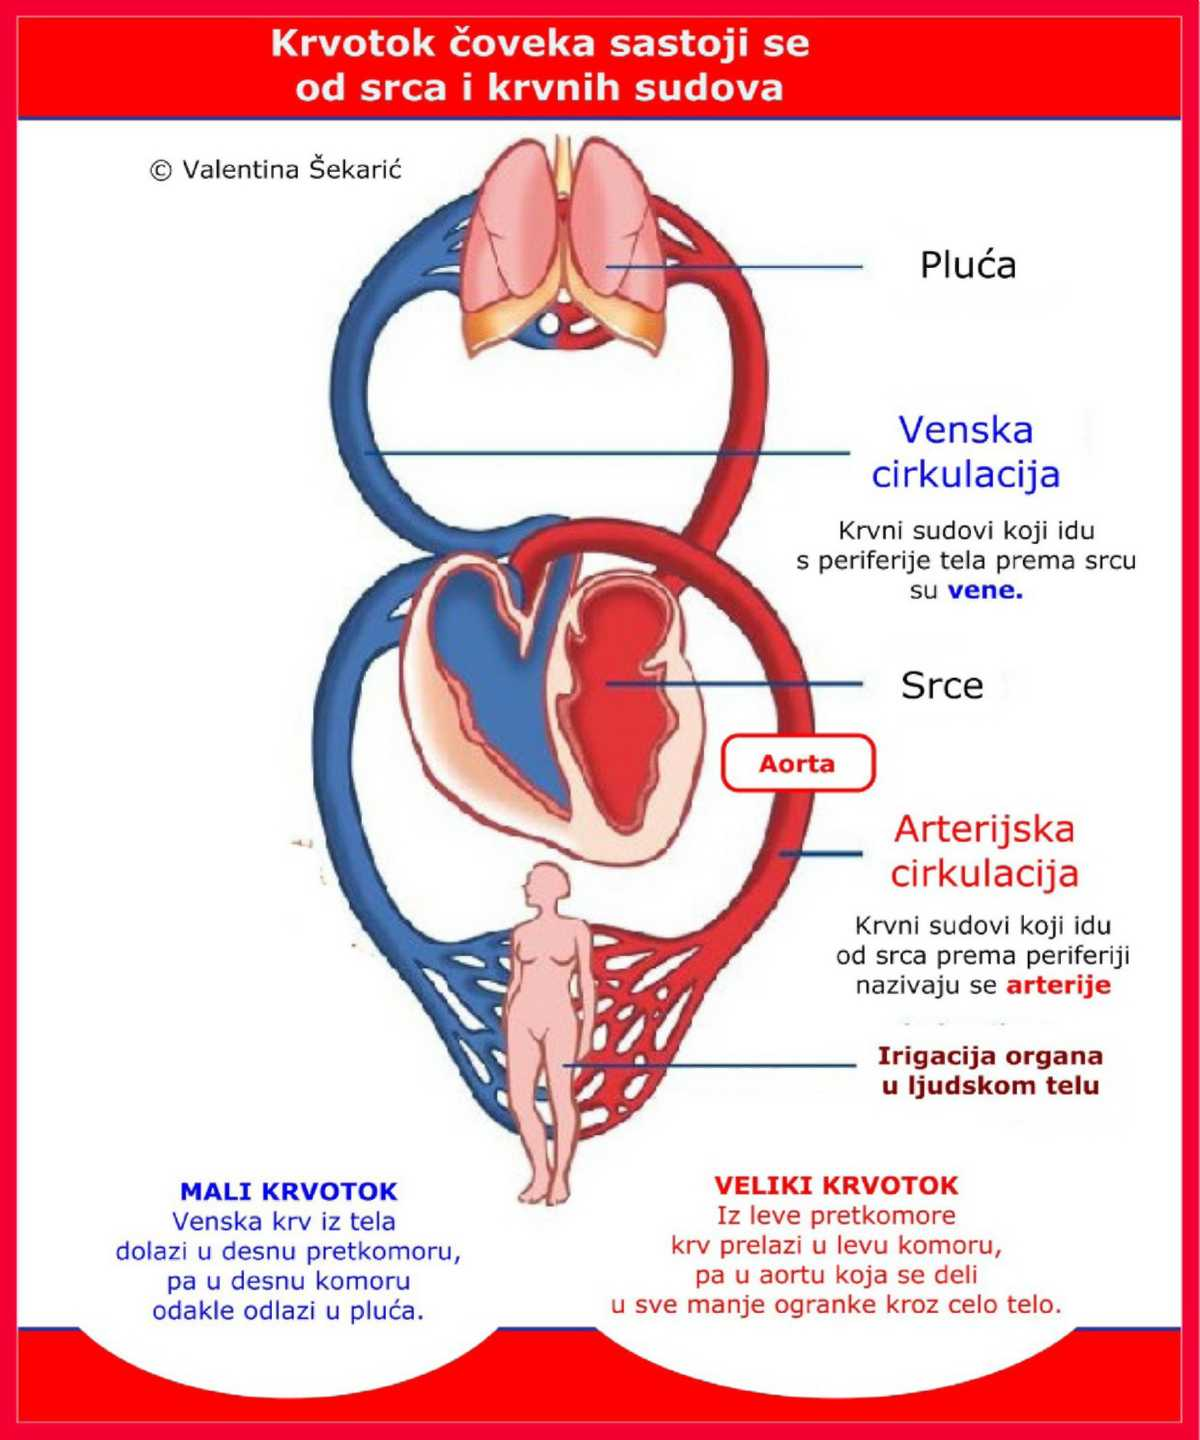 Krvotok čoveka sastoji se
od srca i krvnih sudova
© Valentina Šekarić
Pluća
Venska
cirkulacija
Krvni sudovi koji idu
s periferije tela prema srcu
su vene.
Srce
Aorta
Arterijska
cirkulacija
Krvni sudovi koji idu
od srca prema periferiji
nazivaju se arterije
Irigacija organa
u ljudskom telu
MALI KRVOTOK
Venska krv iz tela
dolazi u desnu pretkomoru,
pa u desnu komoru
odakle odlazi u pluća.
VELIKI KRVOTOK
Iz leve pretkomore
krv prelazi u levu komoru,
pa u aortu koja se deli
u sve manje ogranke kroz celo telo.